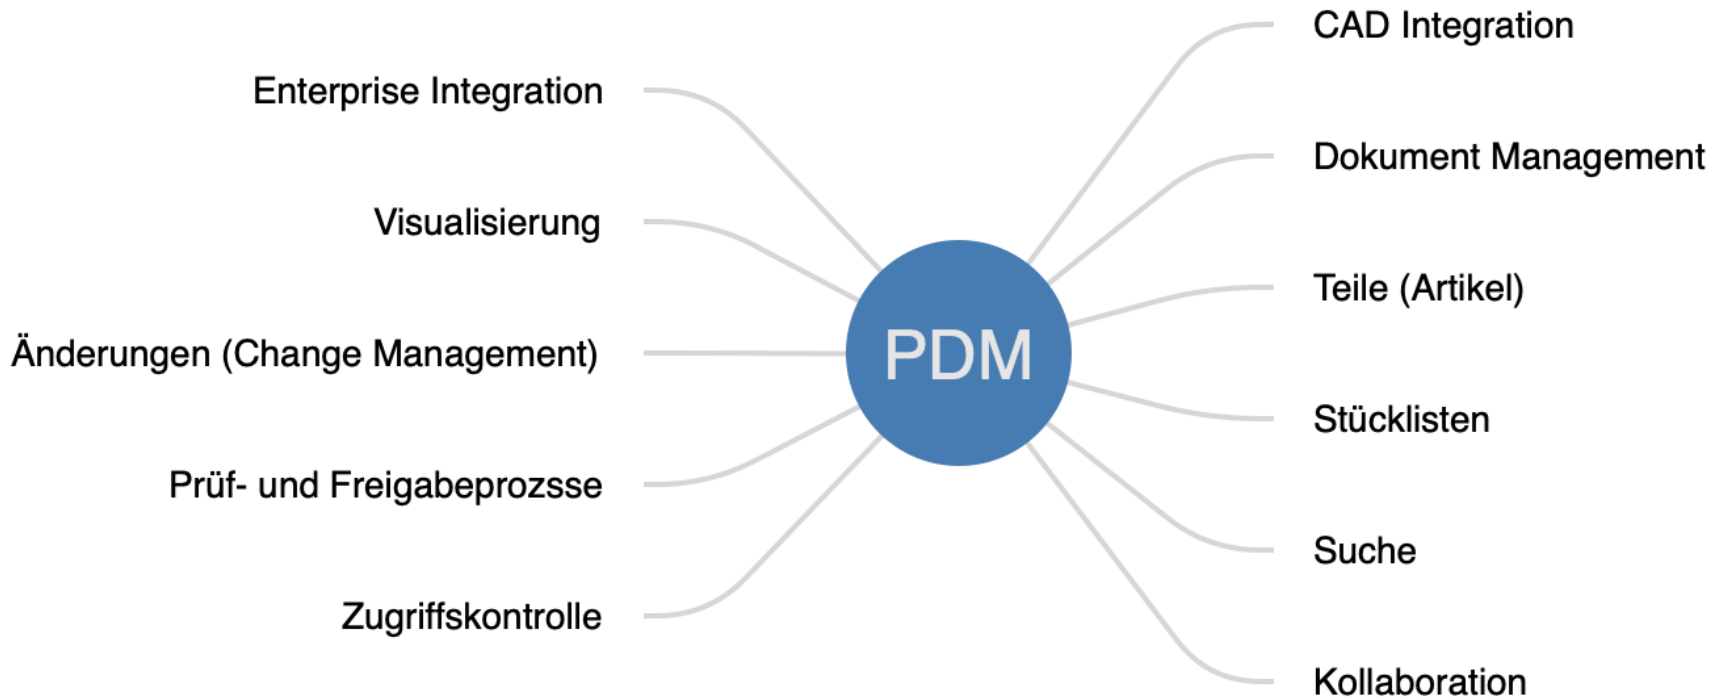 Enterprise Integration
Visualisierung
Änderungen (Change Management)
Prüf- und Freigabeprozsse
Zugriffskontrolle
PDM
CAD Integration
Dokument Management
Teile (Artikel)
Stücklisten
Suche
Kollaboration